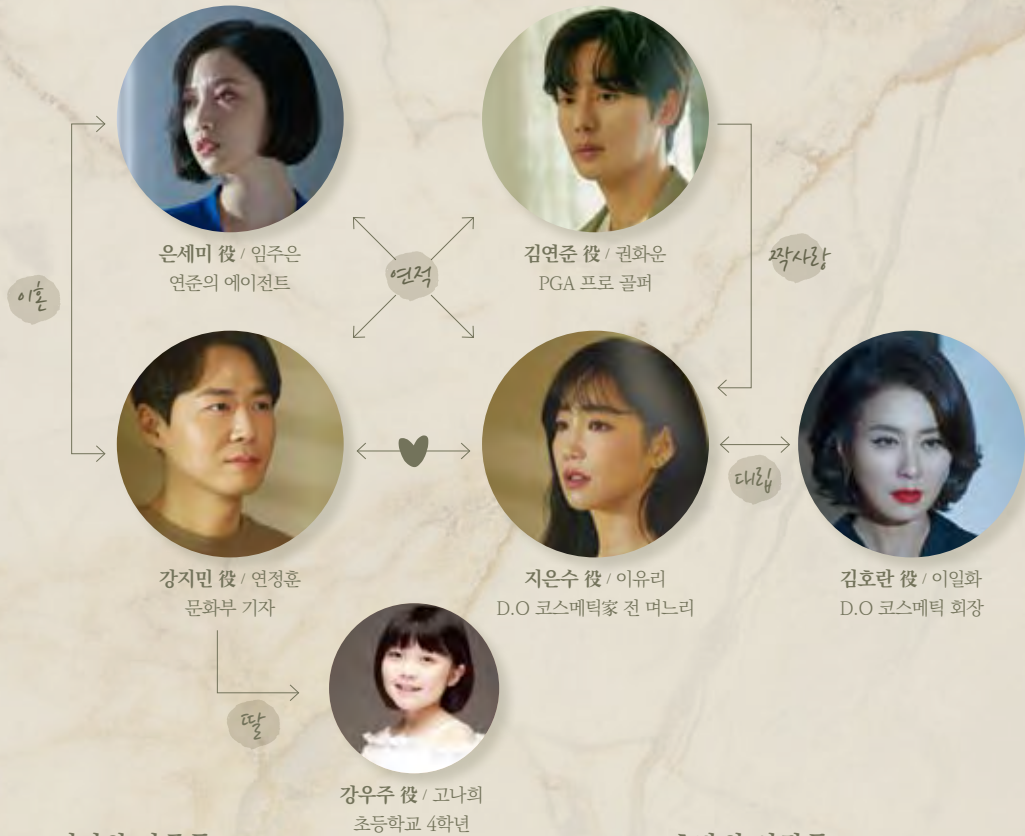 은세미 役 / 임주은
연준의 에이전트
김연준 役 / 권화운
PGA 프로 골퍼
이혼
연적
짝사랑
강지민 役 / 연정훈
문화부 기자
지은수 役 / 이유리
D.O 코스메틱家 전 며느리
대립
김호란 役 / 이일화
D.O 코스메틱 회장
딸
강우주 役 / 고나희
초등학교 4학년